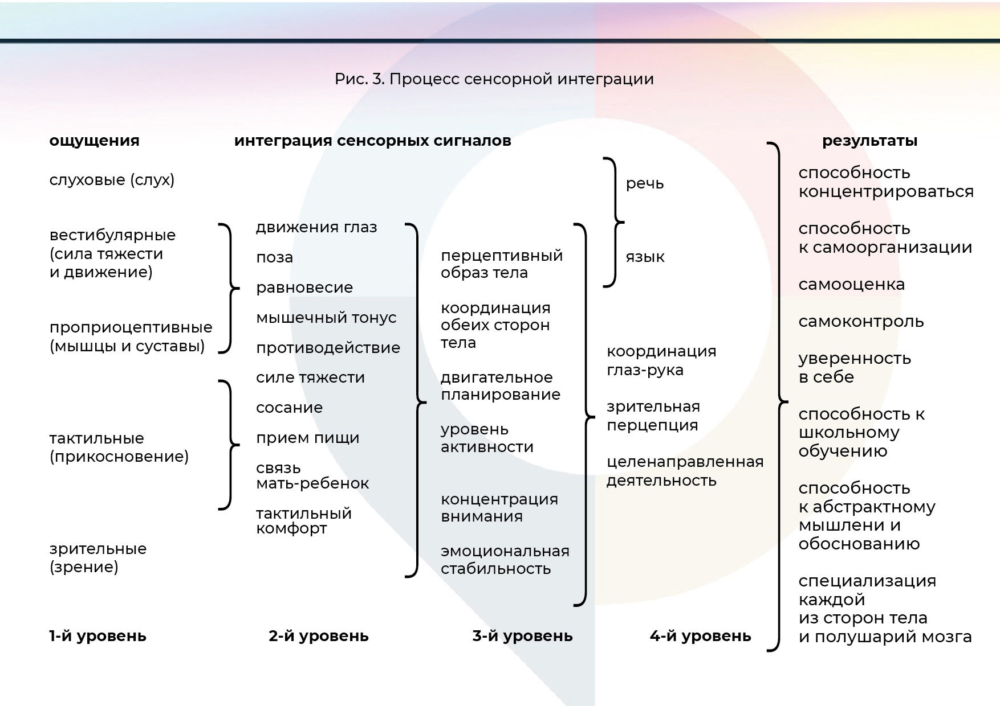 Рис. 3. Процесс сенсорной интеграции
ощущения
слуховые (слух)
вестибулярные
(сила тяжести
и движение)
проприоцептивные
(мышцы и суставы)
тактильные
(прикосновение)
зрительные
(зрение)
1-й уровень
интеграция сенсорных сигналов
движения глаз
поза
равновесие
мышечный тонус
противодействие
силе тяжести
сосание
прием пищи
связь
мать-ребенок
тактильный
комфорт
2-й уровень
перцептивный
образ тела
координация
обеих сторон
тела
двигательное
планирование
уровень
активности
концентрация
внимания
эмоциональная
стабильность
3-й уровень
речь
язык
координация
глаз-рука
зрительная
перцепция
целенаправленная
деятельность
4-й уровень
результаты
способность
концентрироваться
способность
к самоорганизации
самооценка
самоконтроль
уверенность
в себе
способность к
школьному
обучению
способность
к абстрактному
мышлени и
обоснованию
специализация
каждой
из сторон тела
и полушарий мозга